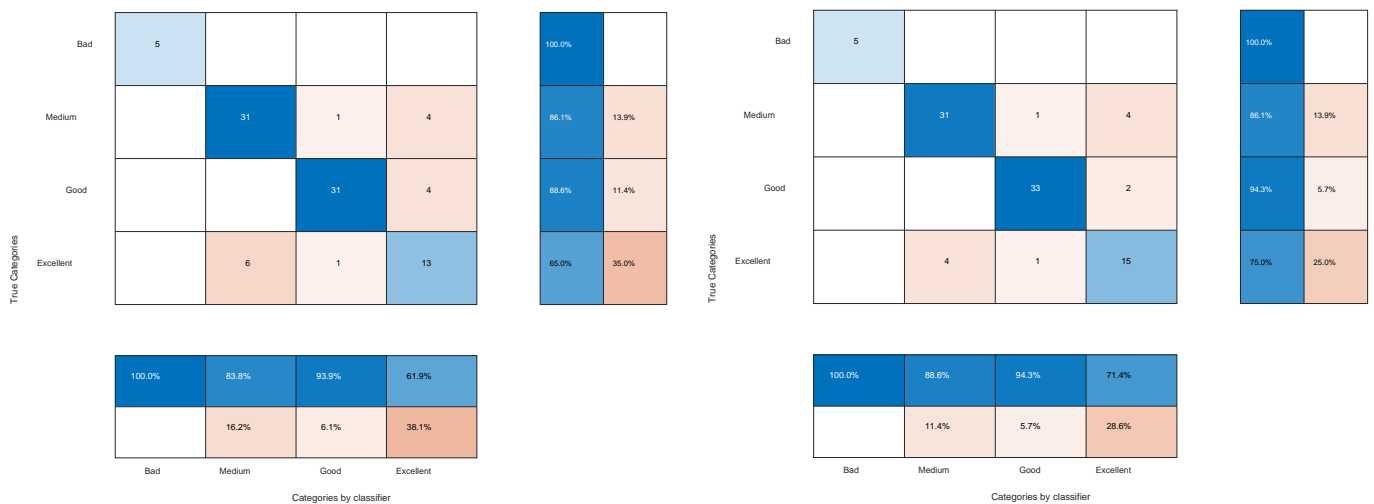 Bad 5 100.0%
Medium 31 1 4 86.1% 13.9%
Good 31 4 88.6% 11.4%
Excellent 6 1 13 65.0% 35.0%
True Categories
100.0% 83.8% 93.9% 61.9%
16.2% 6.1% 38.1%
Bad Medium Good Excellent
Categories by classifier
Bad 5 100.0%
Medium 31 1 4 86.1% 13.9%
Good 33 2 94.3% 5.7%
Excellent 4 1 15 75.0% 25.0%
True Categories
100.0% 88.6% 94.3% 71.4%
11.4% 5.7% 28.6%
Bad Medium Good Excellent
Categories by classifier